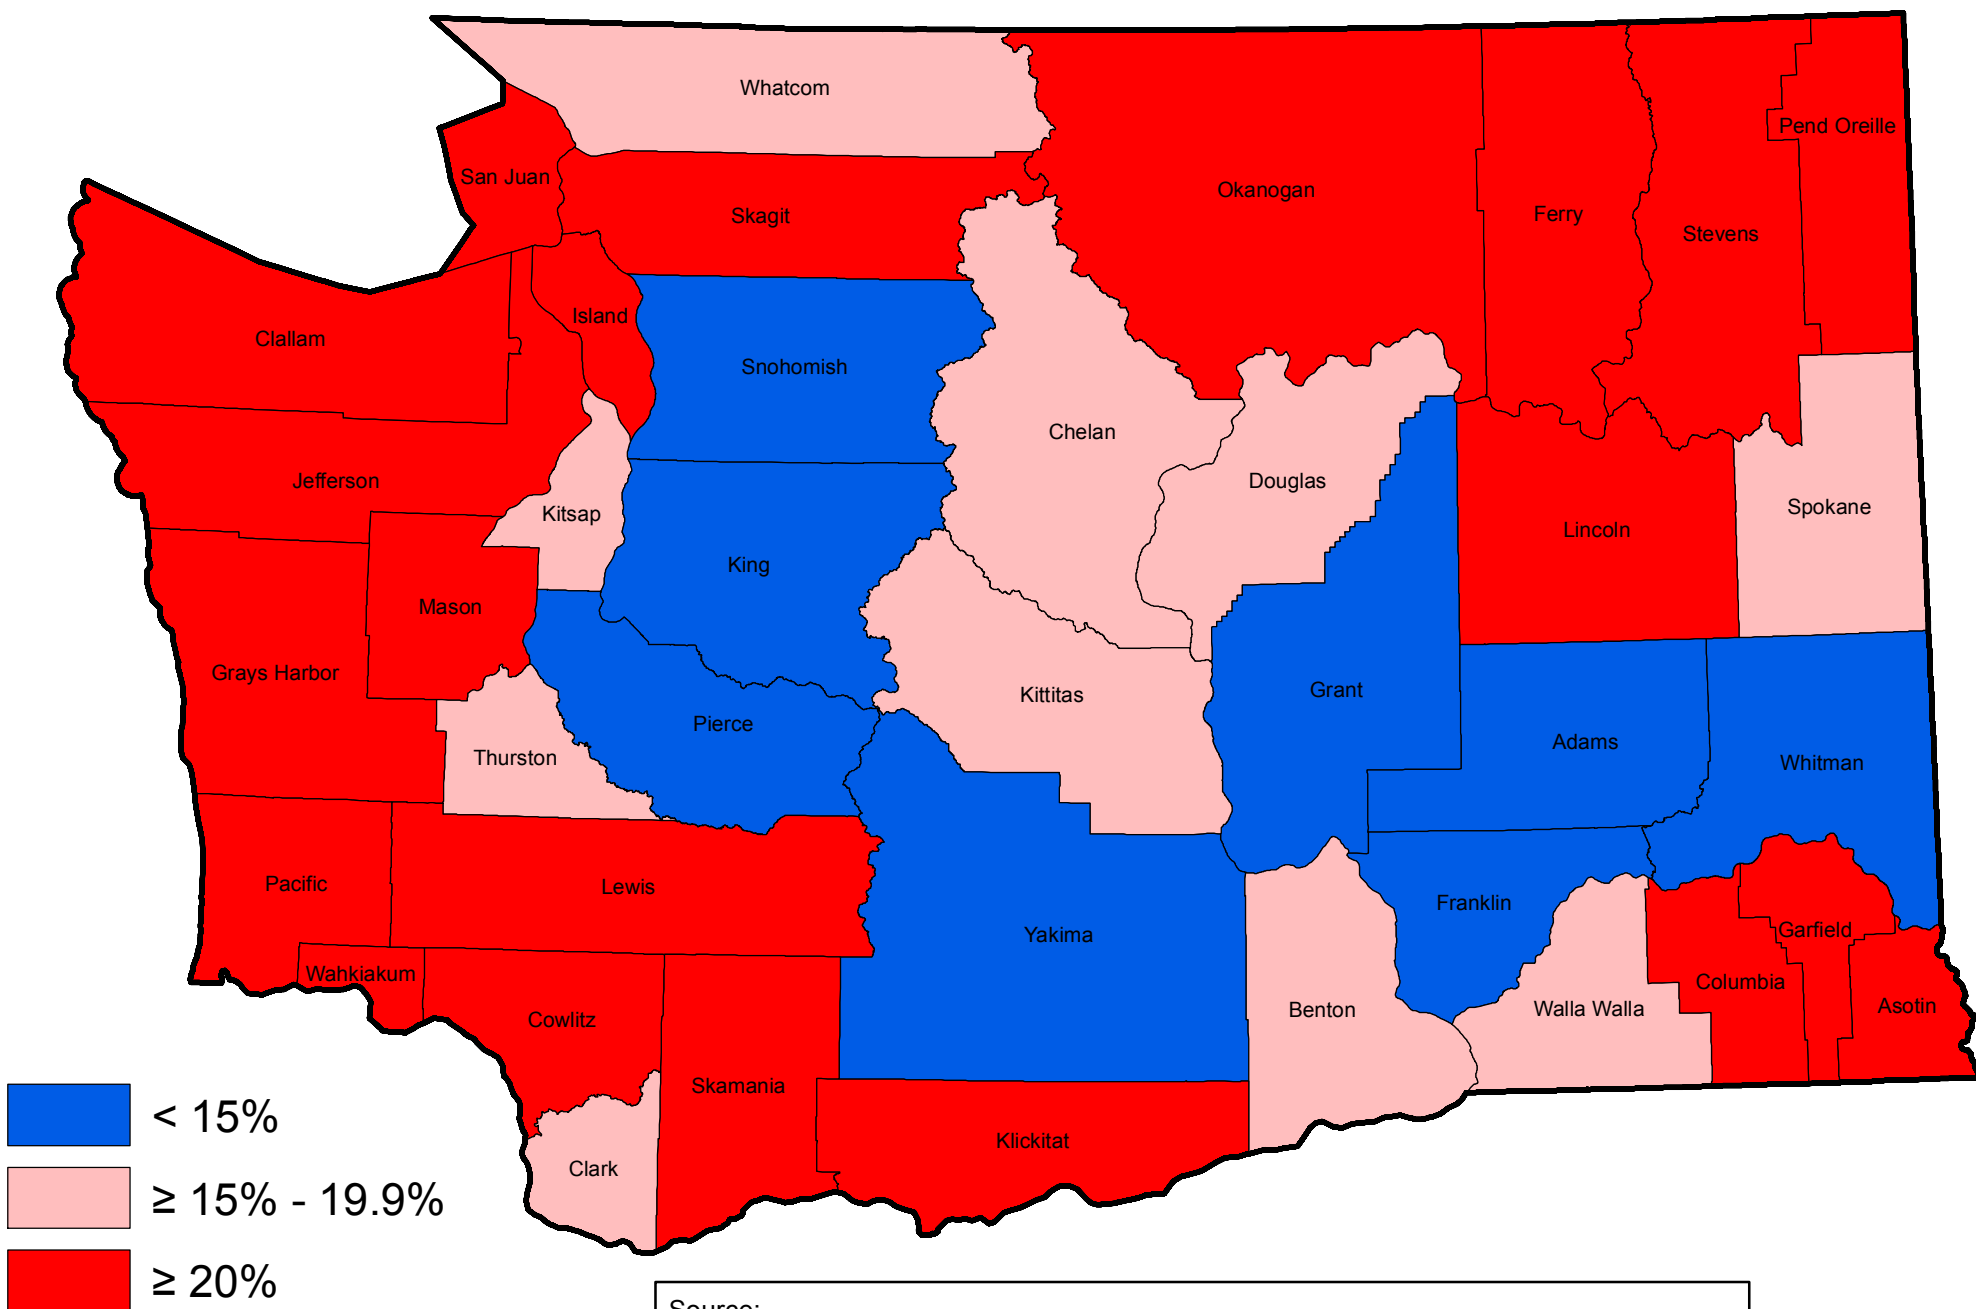 Whatcom
Pend Oreille
San Juan
Okanogan
Skagit
Ferry
Stevens
Island
Clallam
Snohomish
Chelan
Jefferson
Douglas
Kitsap
Spokane
Lincoln
King
Mason
Grays Harbor
Kittitas
Grant
Pierce
Adams
Thurston
Whitman
Pacific
Lewis
Franklin
Garfield
Yakima
Wahkiakum
Columbia
Cowlitz
Benton
Walla Walla
Asotin
Skamania
Klickitat
Clark
< 15%
≥ 15% - 19.9%
≥ 20%
Source: